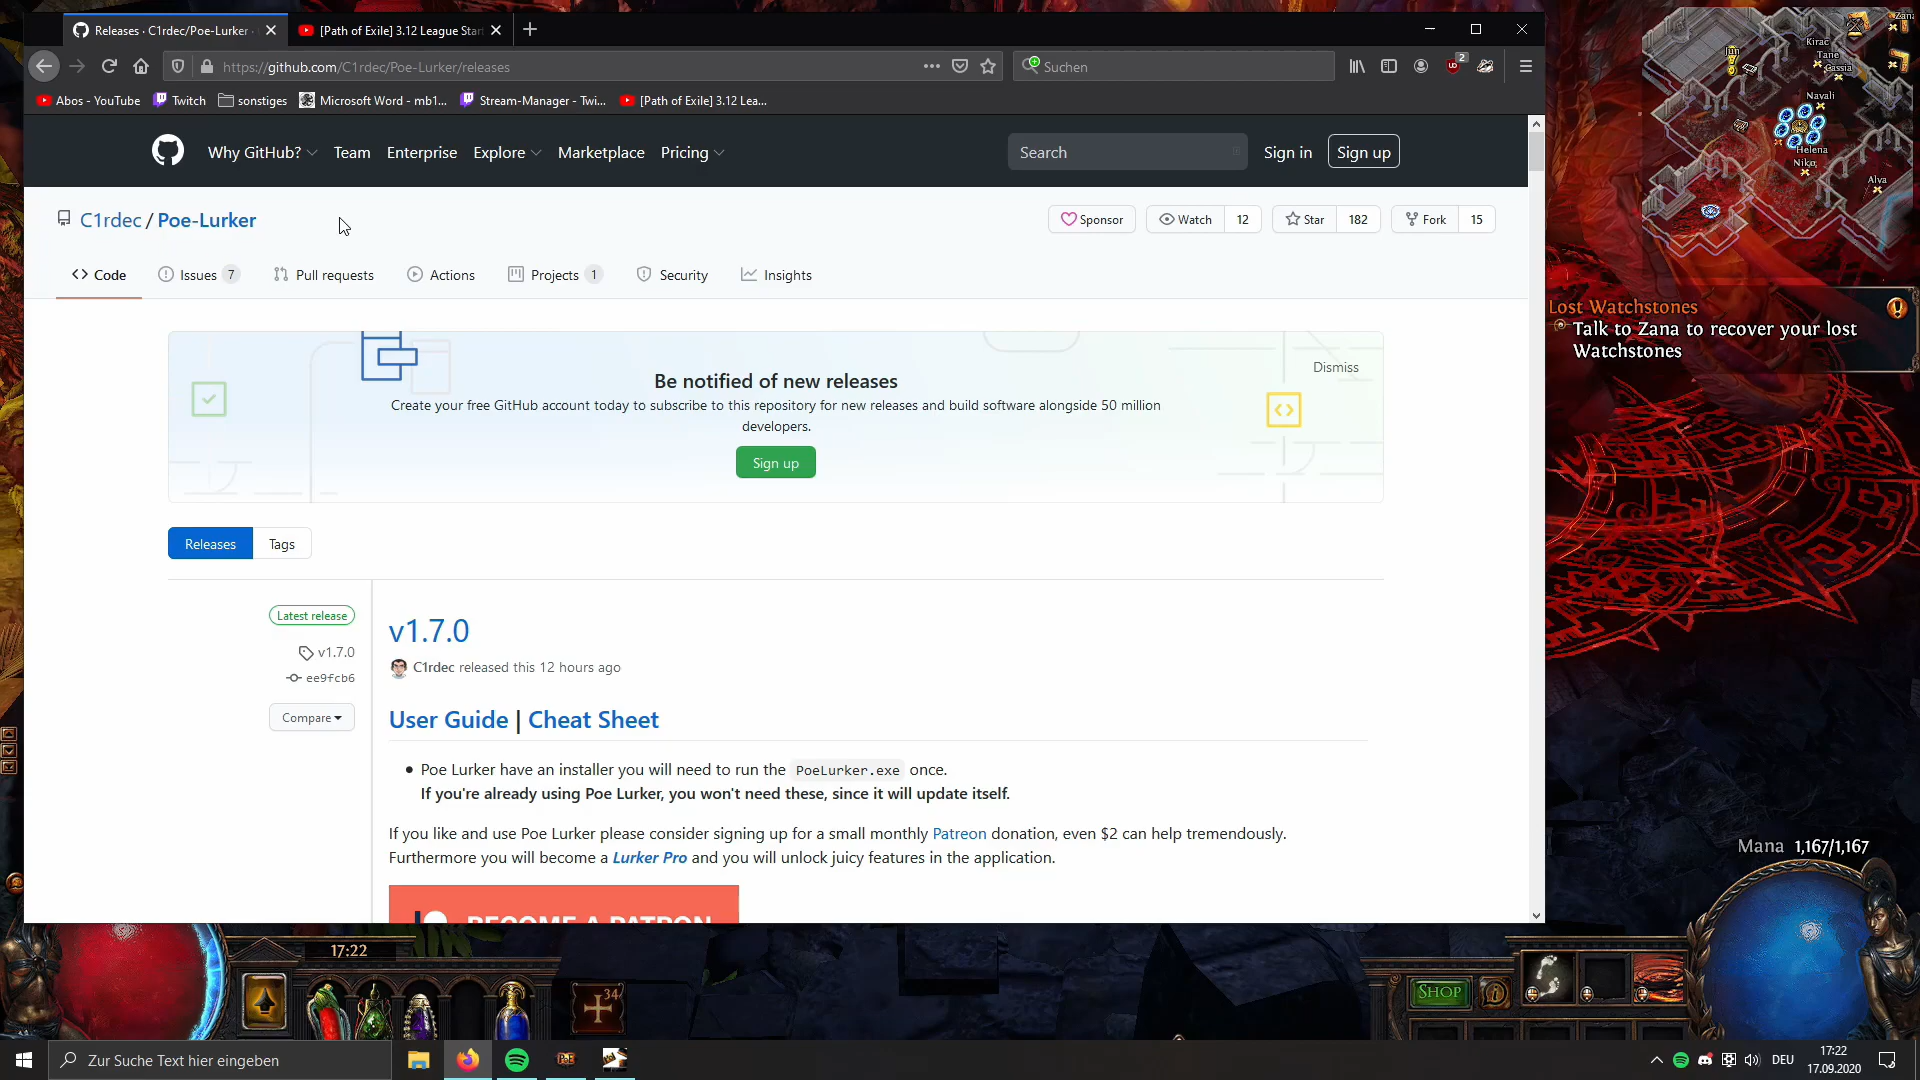 Releases · C1rdec/Poe-Lurker ·
[Path of Exile] 3.12 League Star
https://github.com/C1rdec/Poe-Lurker/releases
Suchen
2
Abos - YouTube
Twitch
sonstiges
Microsoft Word - mb1...
Stream-Manager - Twi...
[Path of Exile] 3.12 Lea...
Why GitHub?
Team
Enterprise
Explore
Marketplace
Pricing
Search
Sign in
Sign up
C1rdec / Poe-Lurker
Sponsor
Watch 12
Star 182
Fork 15
Code
Issues 7
Pull requests
Actions
Projects 1
Security
Insights
Be notified of new releases
Dismiss
Create your free GitHub account today to subscribe to this repository for new releases and build software alongside 50 million
developers.
Sign up
Releases
Tags
Latest release
v1.7.0
ee9fcb6
Compare
v1.7.0
C1rdec released this 12 hours ago
User Guide | Cheat Sheet
Poe Lurker have an installer you will need to run the PoeLurker.exe once.
If you're already using Poe Lurker, you won't need these, since it will update itself.
If you like and use Poe Lurker please consider signing up for a small monthly Patreon donation, even $2 can help tremendously.
Furthermore you will become a Lurker Pro and you will unlock juicy features in the application.
BECOME A PATRON
Zana
Kirac
Jun
Tane
Cassia
Navali
Helena
Niko
Alva
Lost Watchstones
Talk to Zana to recover your lost
Watchstones
Mana 1,167/1,167
17:22
34
SHOP
Zur Suche Text hier eingeben
PoE
DEU
17:22
17.09.2020